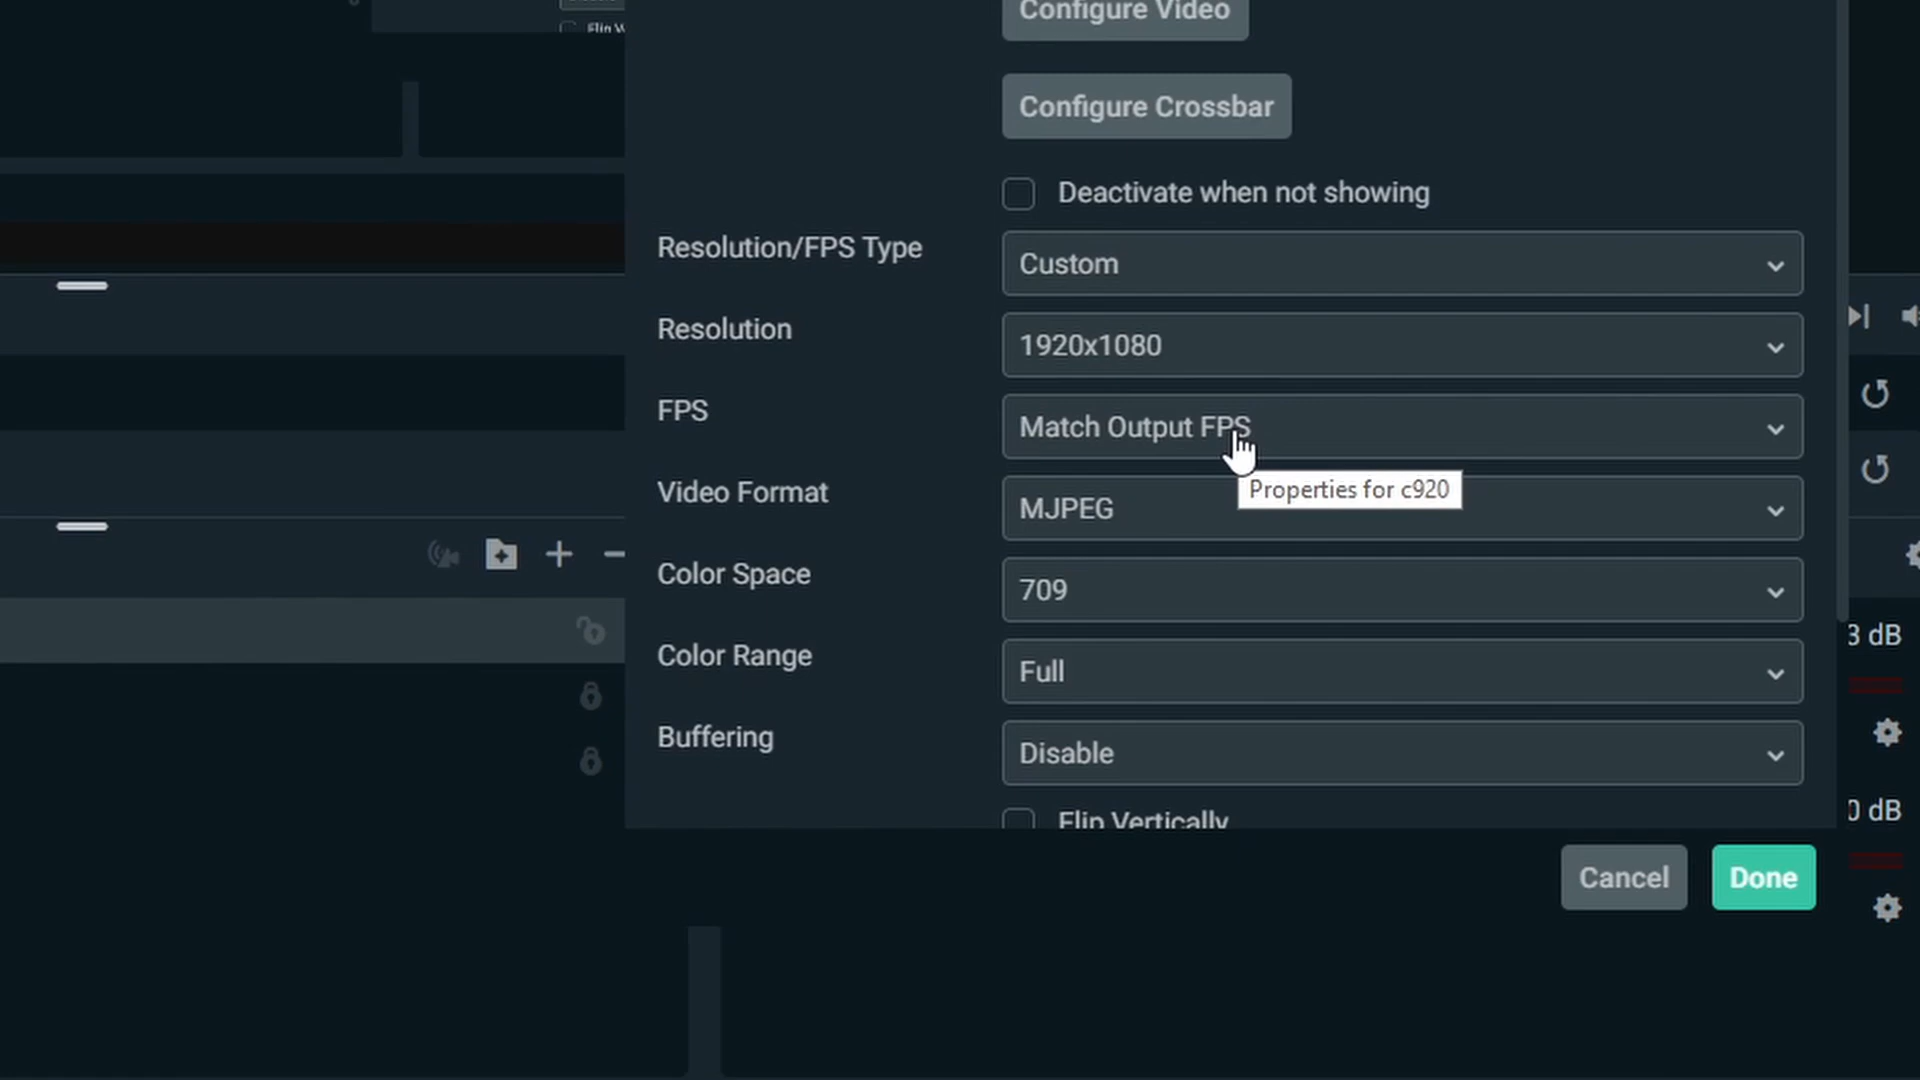 Configure Video
Flip V
Configure Crossbar
Deactivate when not showing
Resolution/FPS Type
Custom
Resolution
1920x1080
FPS
Match Output FPS
Properties for c920
Video Format
MJPEG
Color Space
709
3 dB
Color Range
Full
Buffering
Disable
0 dB
Flip Vertically
Cancel
Done